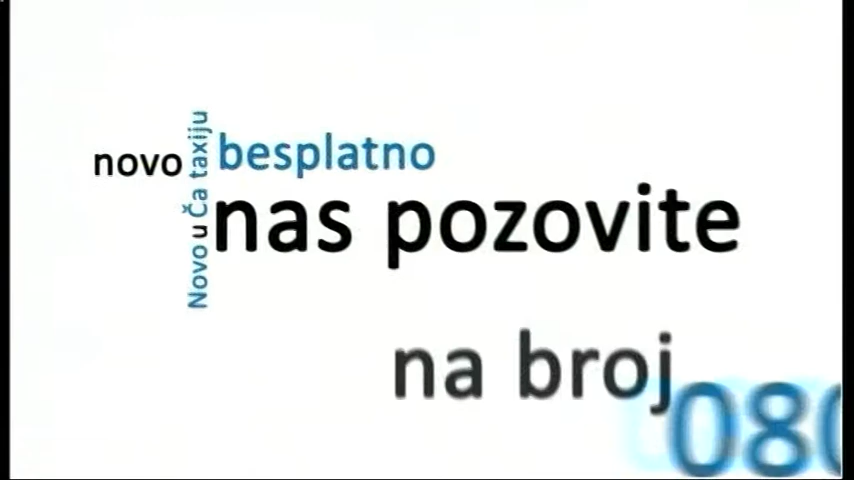 novo
Novo u Ča taxiju
besplatno
nas pozovite
na broj
080